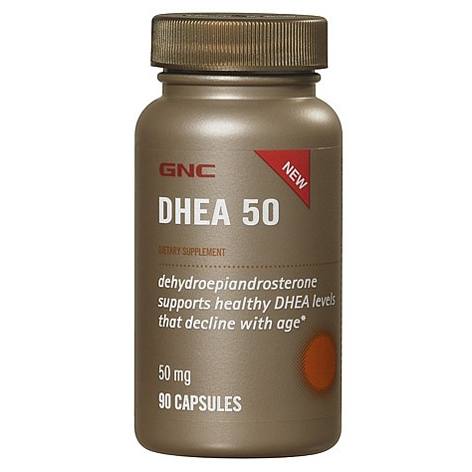 NEW
GNC
DHEA 50
DIETARY SUPPLEMENT
dehydroepiandrosterone
supports healthy DHEA levels
that decline with age*
50 mg
90 CAPSULES